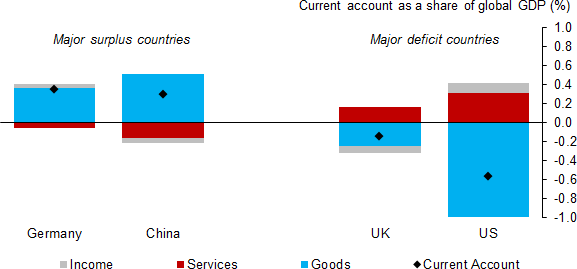 Current account as a share of global GDP (%)
Major surplus countries
Major deficit countries
1.0
0.8
0.6
0.4
0.2
0.0
-0.2
-0.4
-0.6
-0.8
-1.0
Germany China UK US
Income Services Goods Current Account